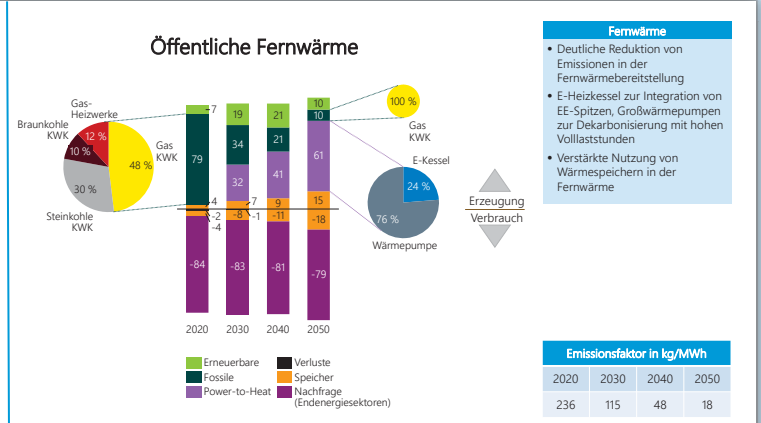 Öffentliche Fernwärme
Gas-
Heizwerke
Braunkohle
KWK
12 %
10 %
48 %
30 %
Gas
KWK
Steinkohle
KWK
7
79
4
-2
-4
-84
19
34
32
7
-8
-1
-83
21
21
41
9
-11
-81
10
10
61
15
-18
-79
2020
2030
2040
2050
100 %
Gas
KWK
E-Kessel
24 %
76 %
Wärmepumpe
Erzeugung
Verbrauch
Erneuerbare
Fossile
Power-to-Heat
Verluste
Speicher
Nachfrage
(Endenergiesektoren)
Fernwärme
• Deutliche Reduktion von
Emissionen in der
Fernwärmebereitstellung
• E-Heizkessel zur Integration von
EE-Spitzen, Großwärmepumpen
zur Dekarbonisierung mit hohen
Volllaststunden
• Verstärkte Nutzung von
Wärmespeichern in der
Fernwärme
Emissionsfaktor in kg/MWh
2020 2030 2040 2050
236 115 48 18